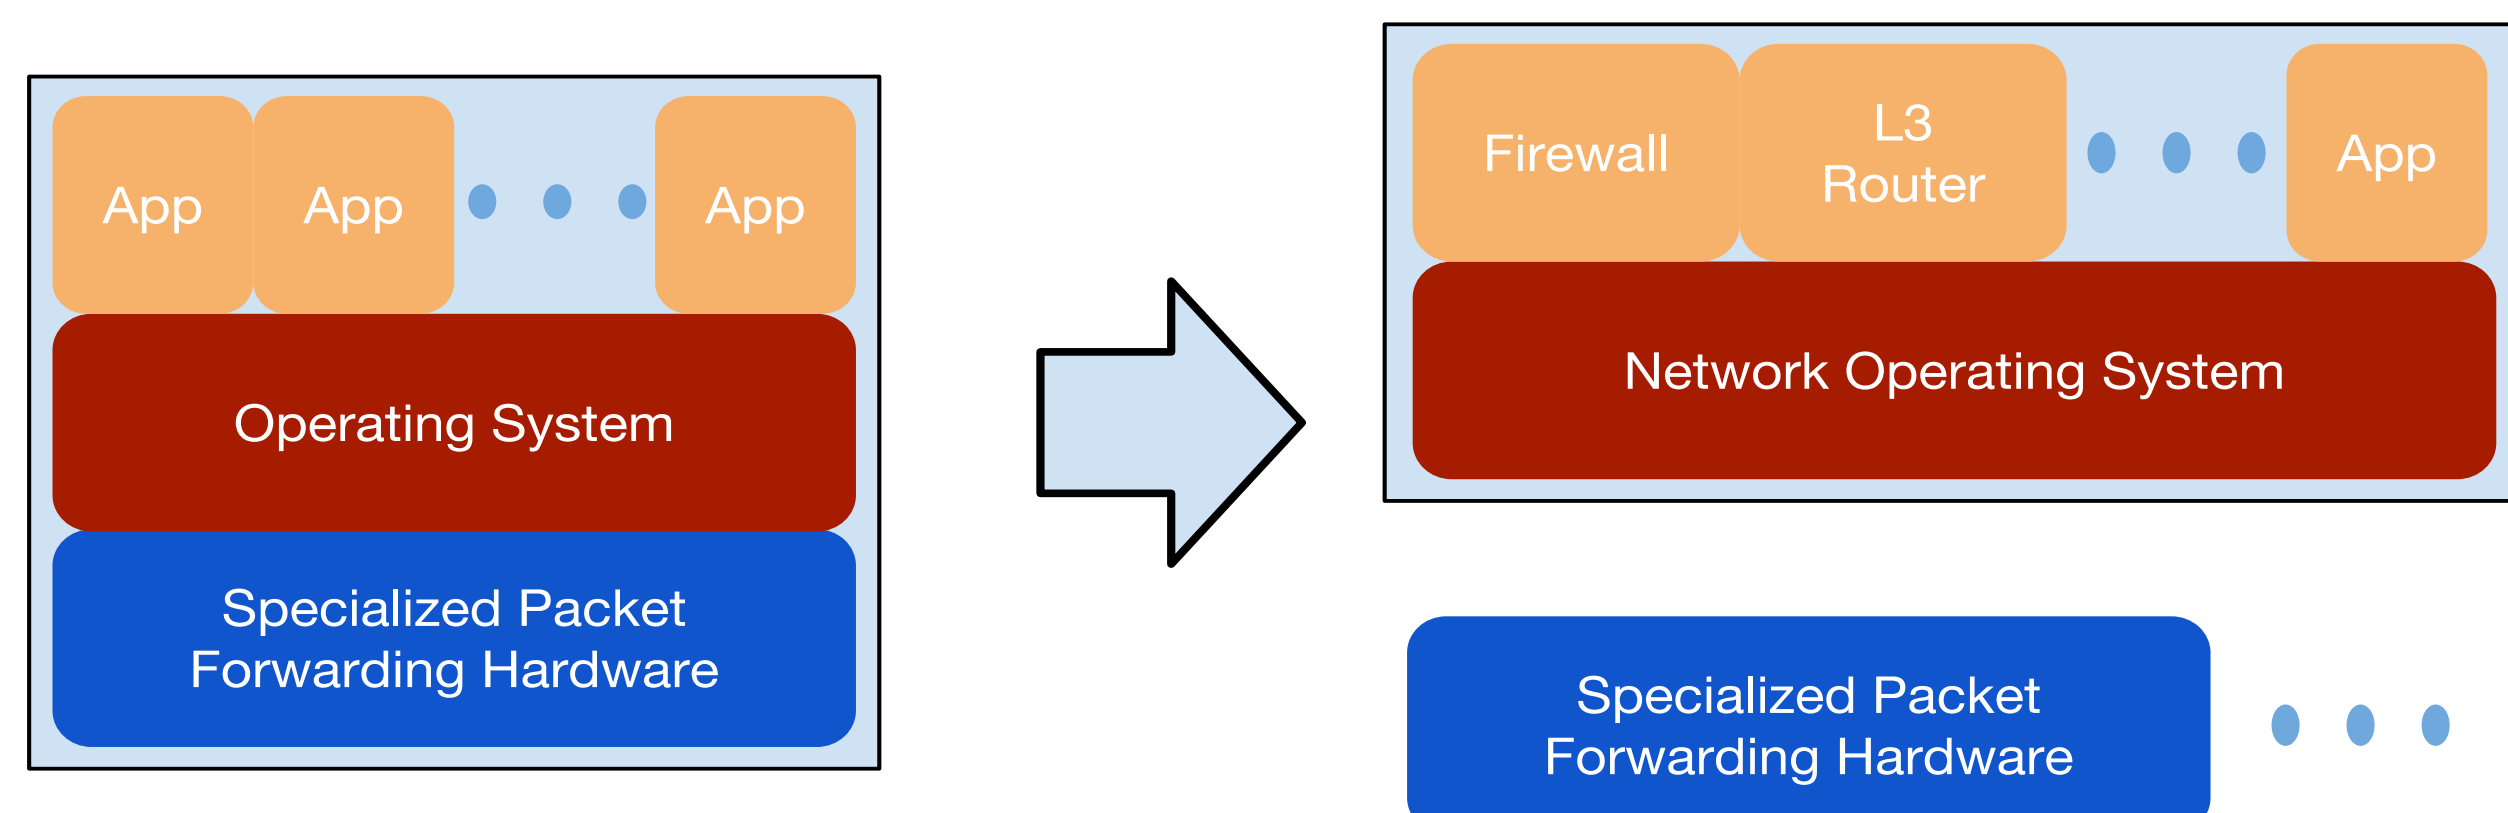 App
App
App
Operating System
Specialized Packet
Forwarding Hardware
Firewall
L3
Router
App
Network Operating System
Specialized Packet
Forwarding Hardware